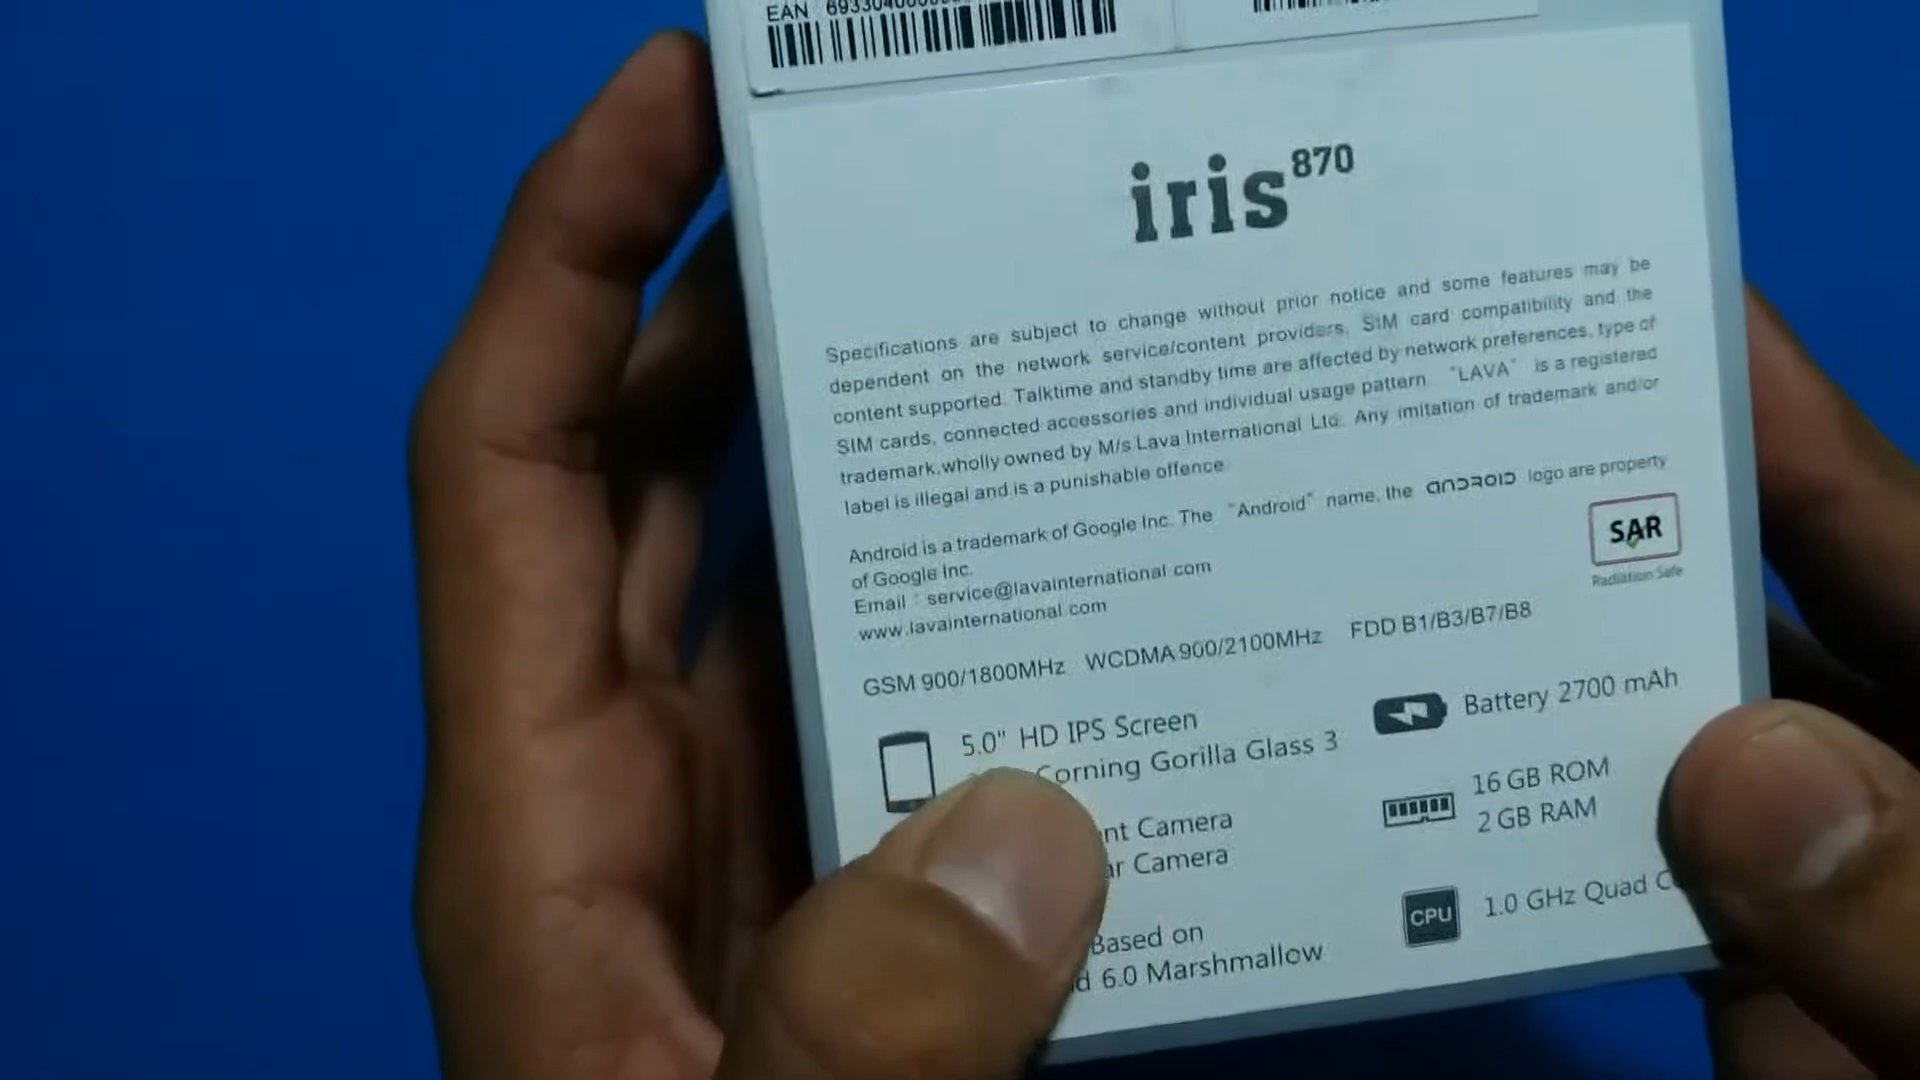 EAN
iris 870
Specifications are subject to change without prior notice and some features may be
dependent on the network service/content providers, SIM card compatibility and the
content supported. Talktime and standby time are affected by network preferences, type of
SIM cards, connected accessories and individual usage pattern. "LAVA" is a registered
trademark,wholly owned by M/s Lava International Ltd. Any imitation of trademark and/or
label is illegal and is a punishable offence.
Android is a trademark of Google Inc. The "Android" name, the ANDROID logo are property
of Google Inc.
Email : service@lavainternational.com
www.lavainternational.com
SAR
Radiation Safe
GSM 900/1800MHz WCDMA 900/2100MHz FDD B1/B3/B7/B8
5.0" HD IPS Screen
Corning Gorilla Glass 3
Battery 2700 mAh
16 GB ROM
2 GB RAM
nt Camera
ar Camera
CPU
1.0 GHz Quad
Based on
d 6.0 Marshmallow